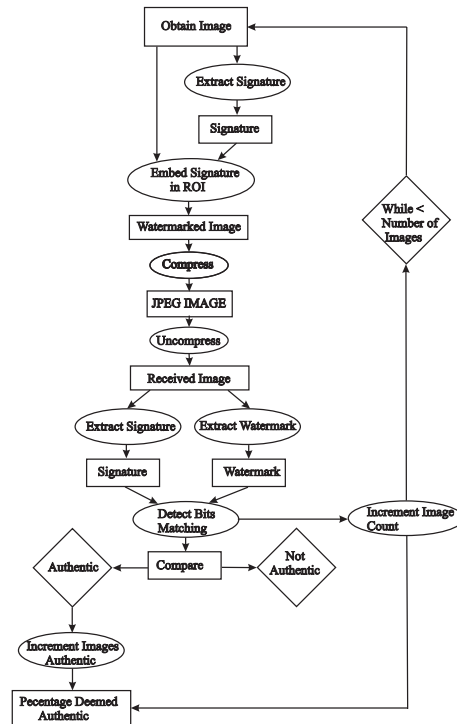 Obtain Image
Extract Signature
Signature
Embed Signature
in ROI
While <
Number of
Images
Watermarked Image
Compress
JPEG IMAGE
Uncompress
Received Image
Extract Signature
Extract Watermark
Signature
Watermark
Detect Bits
Matching
Increment Image
Count
Authentic
Compare
Not
Authentic
Increment Images
Authentic
Pecentage Deemed
Authentic